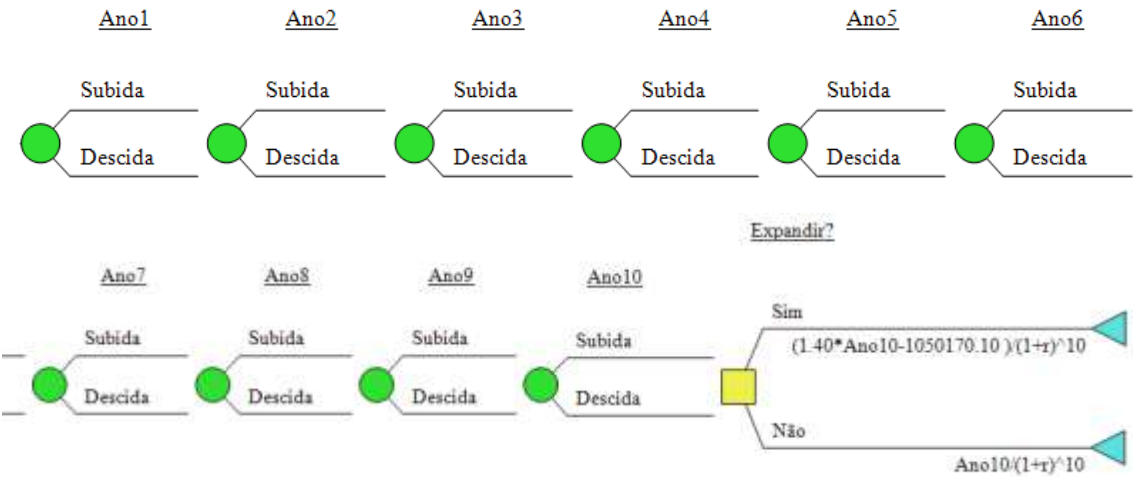 Ano1 Ano2 Ano3 Ano4 Ano5 Ano6
Subida Subida Subida Subida Subida Subida
Descida Descida Descida Descida Descida Descida
Expandir?
Ano7 Ano8 Ano9 Ano10
Sim
Subida Subida Subida Subida
(1.40*Ano10-1050170.10 )/(1+r)^10
Descida Descida Descida Descida
Não
Ano10/(1+r)^10